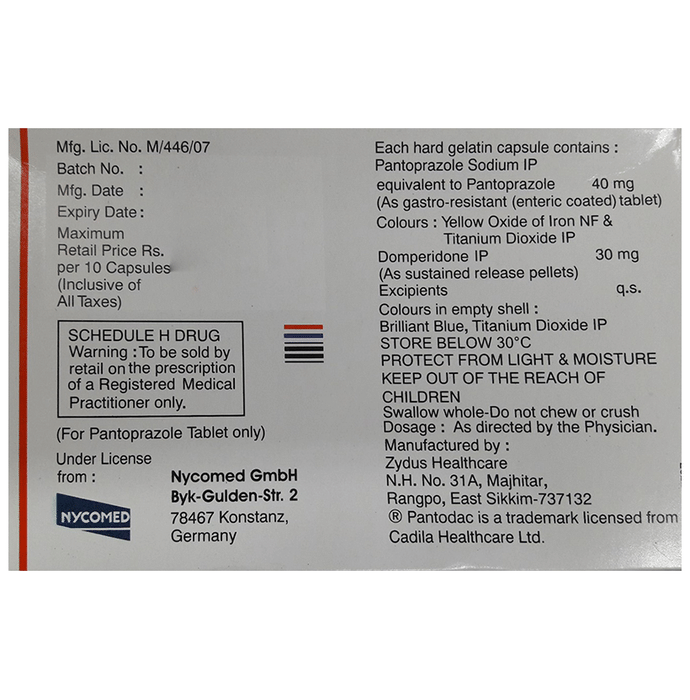 Mfg. Lic. No. M/446/07
Batch No. :
Mfg. Date :
Expiry Date :
Maximum
Retail Price Rs.
per 10 Capsules
(Inclusive of
All Taxes)
SCHEDULE H DRUG
Warning : To be sold by
retail on the prescription
of a Registered Medical
Practitioner only.
(For Pantoprazole Tablet only)
Under License
from :
Nycomed GmbH
Byk-Gulden-Str. 2
78467 Konstanz,
Germany
NYCOMED
Each hard gelatin capsule contains :
Pantoprazole Sodium IP
equivalent to Pantoprazole 40 mg
(As gastro-resistant (enteric coated) tablet)
Colours : Yellow Oxide of Iron NF &
Titanium Dioxide IP
Domperidone IP 30 mg
(As sustained release pellets)
Excipients q.s.
Colours in empty shell :
Brilliant Blue, Titanium Dioxide IP
STORE BELOW 30°C
PROTECT FROM LIGHT & MOISTURE
KEEP OUT OF THE REACH OF
CHILDREN
Swallow whole-Do not chew or crush
Dosage : As directed by the Physician.
Manufactured by :
Zydus Healthcare
N.H. No. 31A, Majhitar,
Rangpo, East Sikkim-737132
® Pantodac is a trademark licensed from
Cadila Healthcare Ltd.